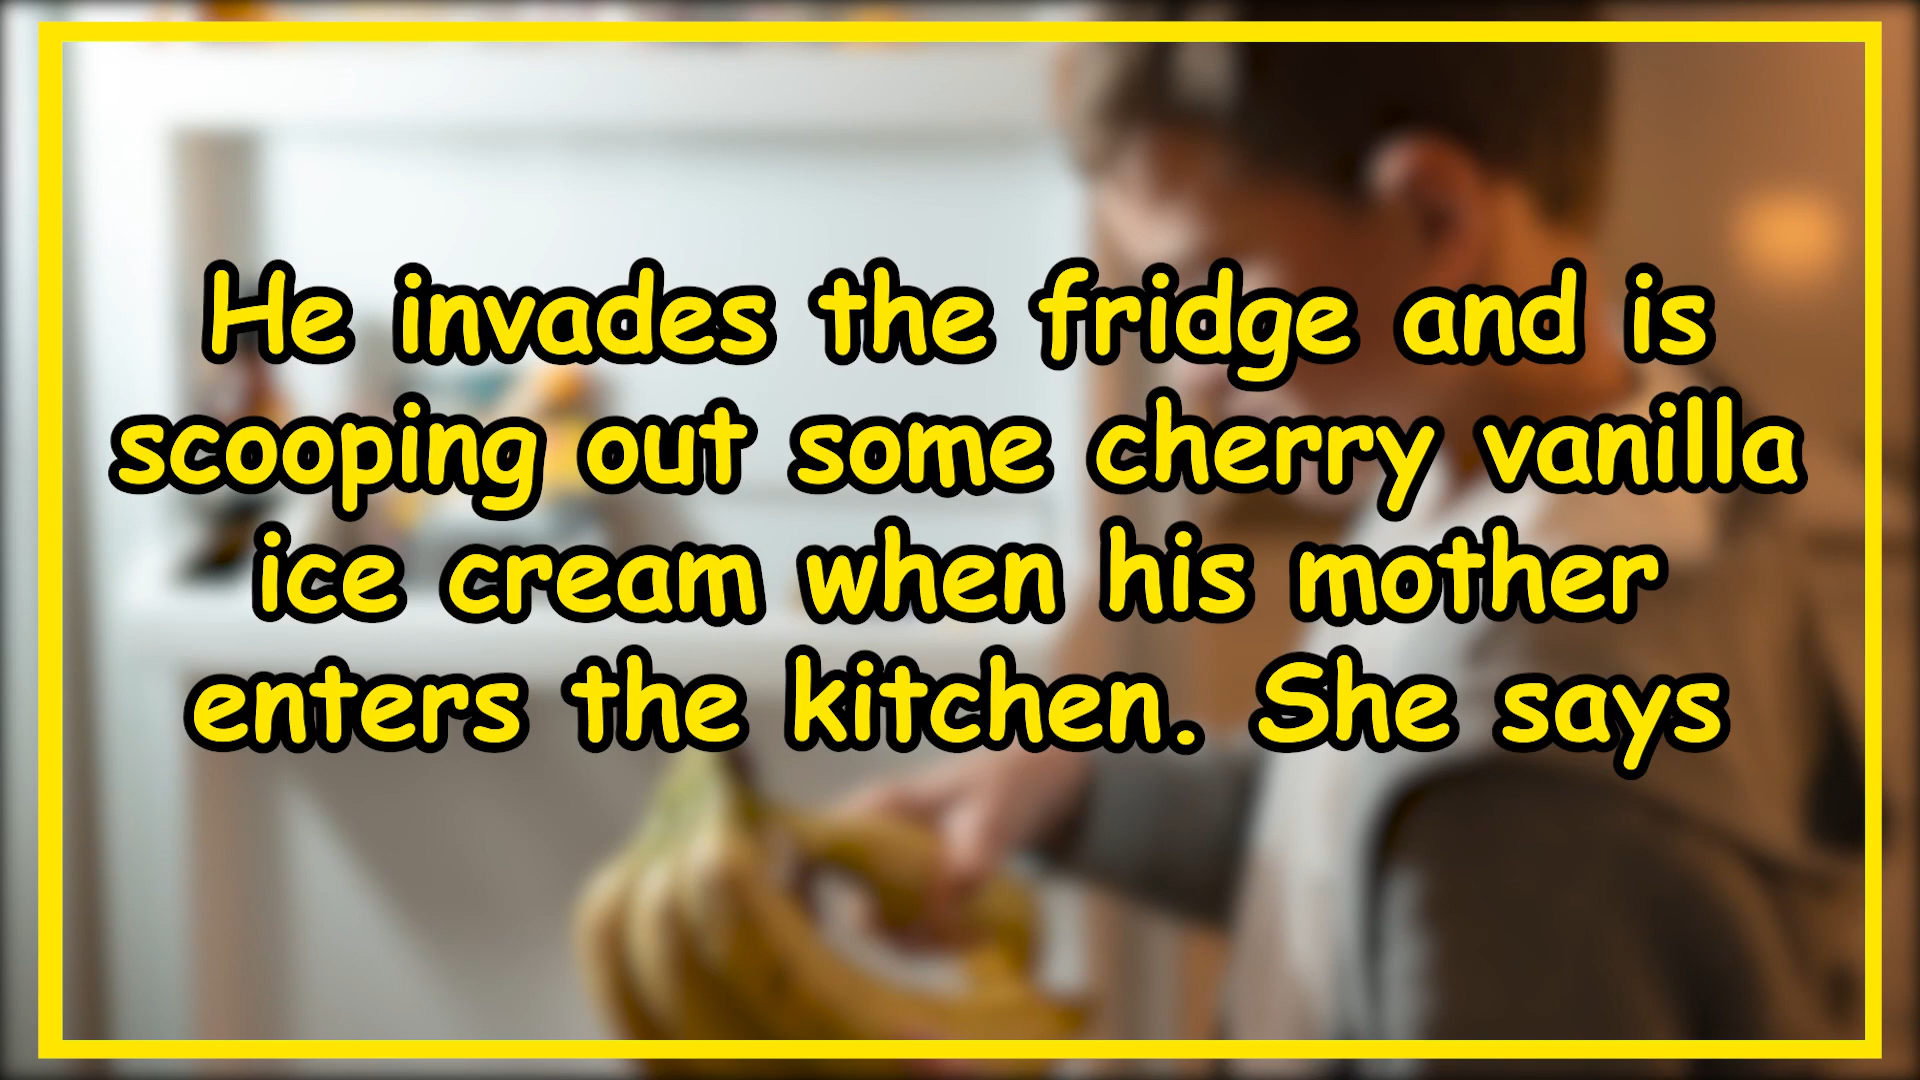 He invades the fridge and is
scooping out some cherry vanilla
ice cream when his mother
enters the kitchen. She says